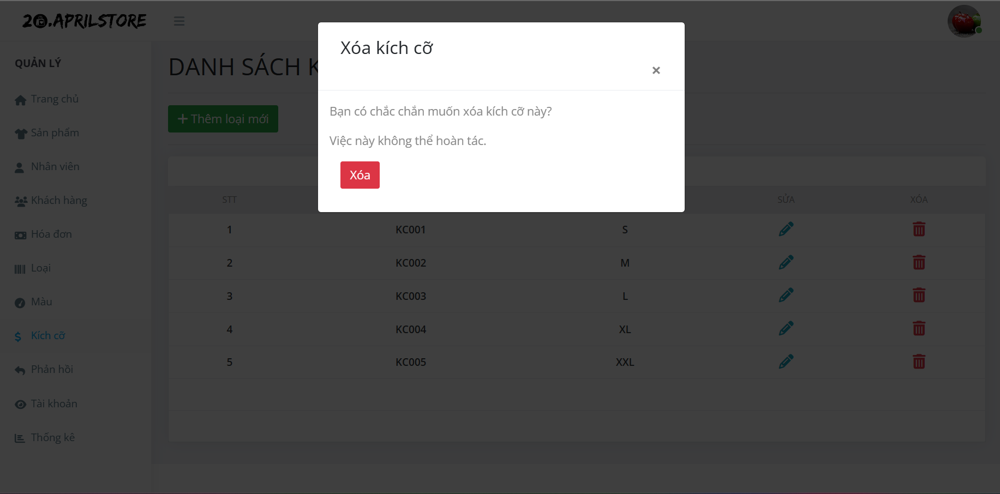 20.APRILSTORE
QUẢN LÝ
Trang chủ
Sản phẩm
Nhân viên
Khách hàng
Hóa đơn
Loại
Màu
Kích cỡ
Phản hồi
Tài khoản
Thống kê
DANH SÁCH K
Thêm loại mới
Xóa kích cỡ
×
Bạn có chắc chắn muốn xóa kích cỡ này?
Việc này không thể hoàn tác.
Xóa
STT SỬA XÓA
1 KC001 S
2 KC002 M
3 KC003 L
4 KC004 XL
5 KC005 XXL